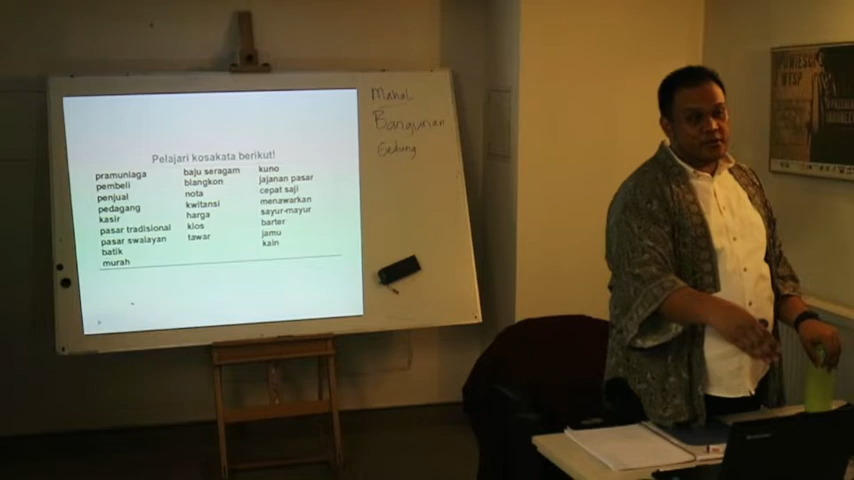 Pelajari kosakata berikut!
pramuniaga
pembeli
penjual
pedagang
kasir
pasar tradisional
pasar swalayan
batik
murah
baju seragam
blangkon
nota
kwitansi
harga
kios
tawar
kuno
jajanan pasar
cepat saji
menawarkan
sayur-mayur
barter
jamu
kain
Mahal
Bangunan
Gedung